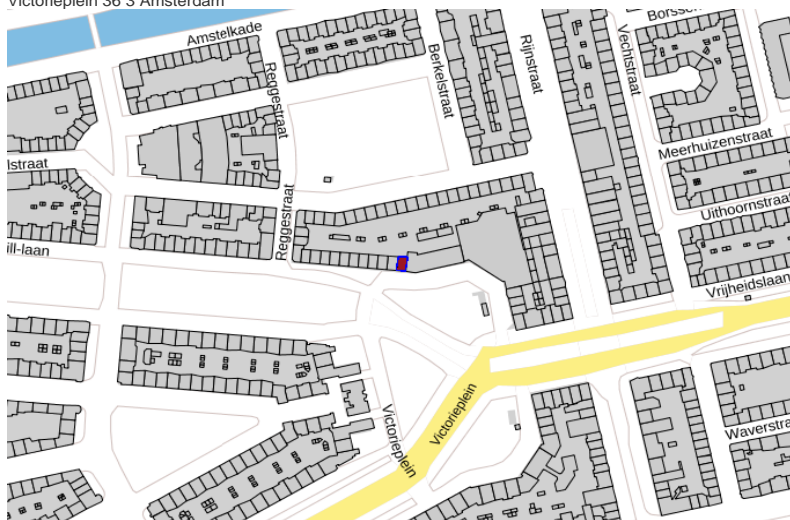 Victorieplein 36 3 Amsterdam
Amstelkade
Borssen
Reggestraat
Berkelstraat
Rijnstraat
Vechtstraat
Meerhuizenstraat
lstraat
Reggestraat
Uithoornstraat
ill-laan
Vrijheidslaan
Victorieplein
Victorieplein
Waverstra